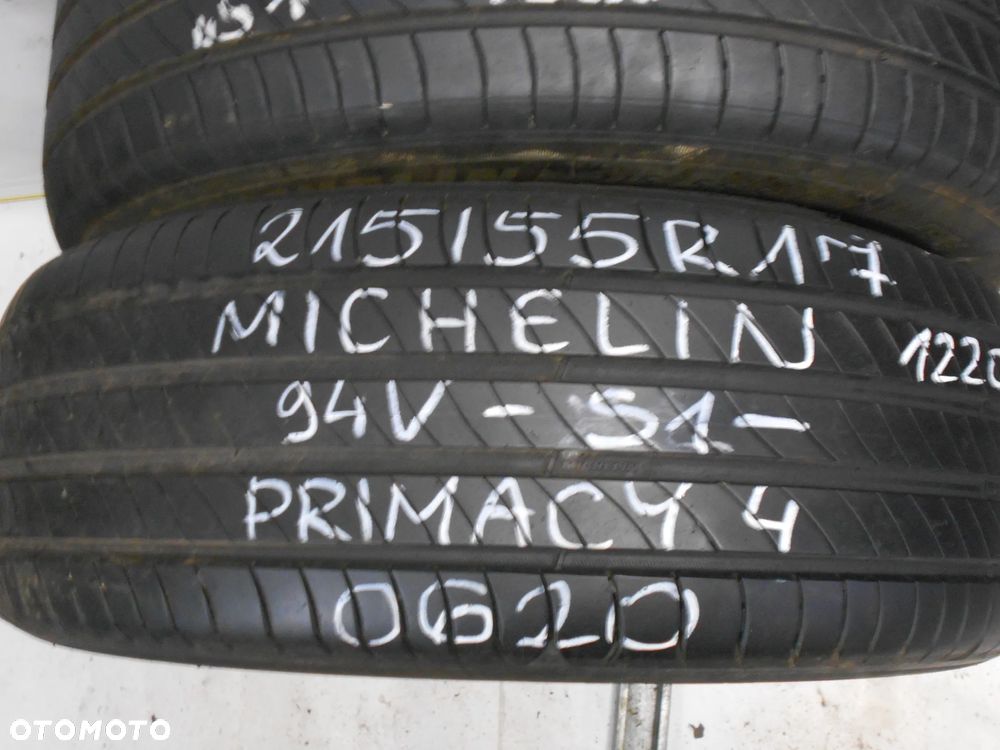 215/55R17
MICHELIN
1220
94V - S1 -
PRIMACY 4
0620
OTOMOTO